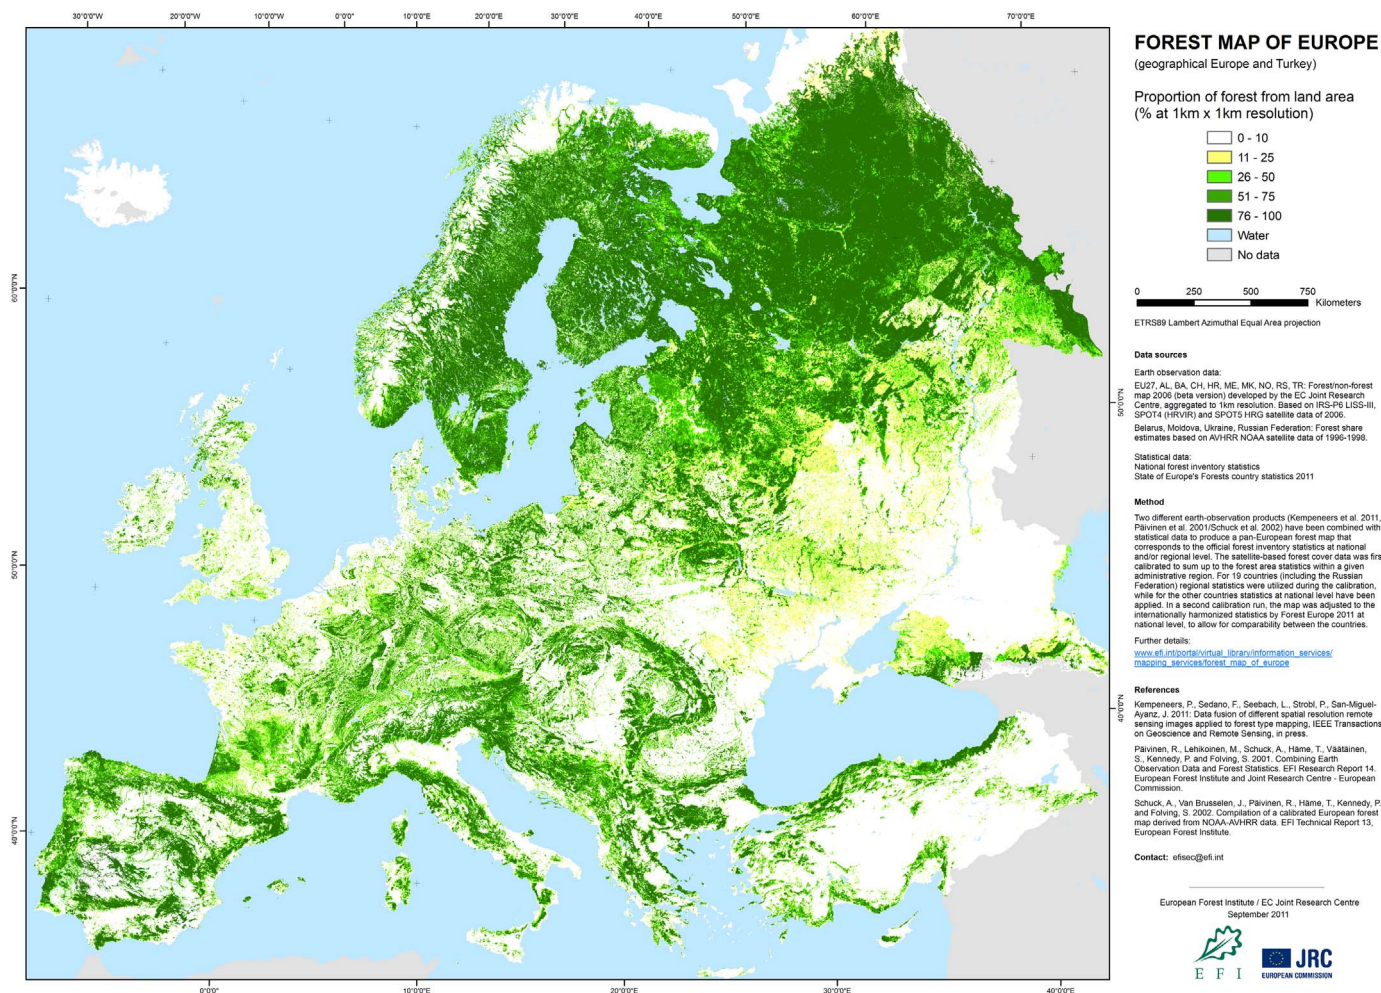 30°0'0"W 20°0'0"W 10°0'0"W 0°0'0" 10°0'0"E 20°0'0"E 30°0'0"E 40°0'0"E 50°0'0"E 60°0'0"E 70°0'0"E
FOREST MAP OF EUROPE
(geographical Europe and Turkey)
Proportion of forest from land area
(% at 1km x 1km resolution)
0 - 10
11 - 25
26 - 50
51 - 75
76 - 100
Water
No data
0 250 500 750
Kilometers
ETRS89 Lambert Azimuthal Equal Area projection
Data sources
Earth observation data:
EU27, AL, BA, CH, HR, ME, MK, NO, RS, TR: Forest/non-forest
map 2006 (beta version) developed by the EC Joint Research
Centre, aggregated to 1km resolution. Based on IRS-P6 LISS-III,
SPOT4 (HRVIR) and SPOT5 HRG satellite data of 2006.
Belarus, Moldova, Ukraine, Russian Federation: Forest share
estimates based on AVHRR NOAA satellite data of 1996-1998.
Statistical data:
National forest inventory statistics
State of Europe's Forests country statistics 2011
Method
Two different earth-observation products (Kempeneers et al. 2011,
Päivinen et al. 2001/Schuck et al. 2002) have been combined with
statistical data to produce a pan-European forest map that
corresponds to the official forest inventory statistics at national
and/or regional level. The satellite-based forest cover data was firs
calibrated to sum up to the forest area statistics within a given
administrative region. For 19 countries (including the Russian
Federation) regional statistics were utilized during the calibration,
while for the other countries statistics at national level have been
applied. In a second calibration run, the map was adjusted to the
internationally harmonized statistics by Forest Europe 2011 at
national level, to allow for comparability between the countries.
Further details:
www.efi.int/portal/virtual_library/information_services/
mapping_services/forest_map_of_europe
References
Kempeneers, P., Sedano, F., Seebach, L., Strobl, P., San-Miguel-
Ayanz, J. 2011: Data fusion of different spatial resolution remote
sensing images applied to forest type mapping, IEEE Transactions
on Geoscience and Remote Sensing, in press.
Päivinen, R., Lehikoinen, M., Schuck, A., Häme, T., Väätäinen,
S., Kennedy, P. and Folving, S. 2001. Combining Earth
Observation Data and Forest Statistics. EFI Research Report 14.
European Forest Institute and Joint Research Centre - European
Commission.
Schuck, A., Van Brusselen, J., Päivinen, R., Häme, T., Kennedy, P.
and Folving, S. 2002. Compilation of a calibrated European forest
map derived from NOAA-AVHRR data. EFI Technical Report 13,
European Forest Institute.
Contact: efisec@efi.int
European Forest Institute / EC Joint Research Centre
September 2011
EFI
JRC
EUROPEAN COMMISSION
60°0'0"N
50°0'0"N
40°0'0"N
50°0'0"N
40°0'0"N
0°0'0" 10°0'0"E 20°0'0"E 30°0'0"E 40°0'0"E